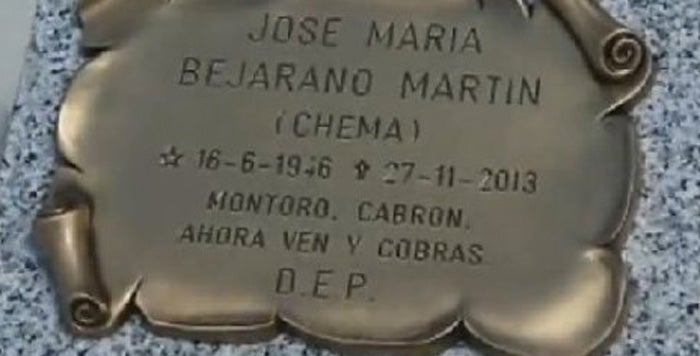 JOSE MARIA
BEJARANO MARTIN
(CHEMA)
☆ 16-6-1946 ✞ 27-11-2013
MONTORO, CABRON,
AHORA VEN Y COBRAS
D.E.P.